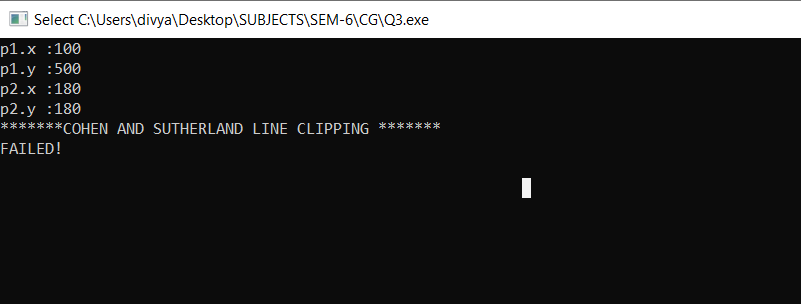 Select C:\Users\divya\Desktop\SUBJECTS\SEM-6\CG\Q3.exe
p1.x :100
p1.y :500
p2.x :180
p2.y :180
*******COHEN AND SUTHERLAND LINE CLIPPING *******
FAILED!